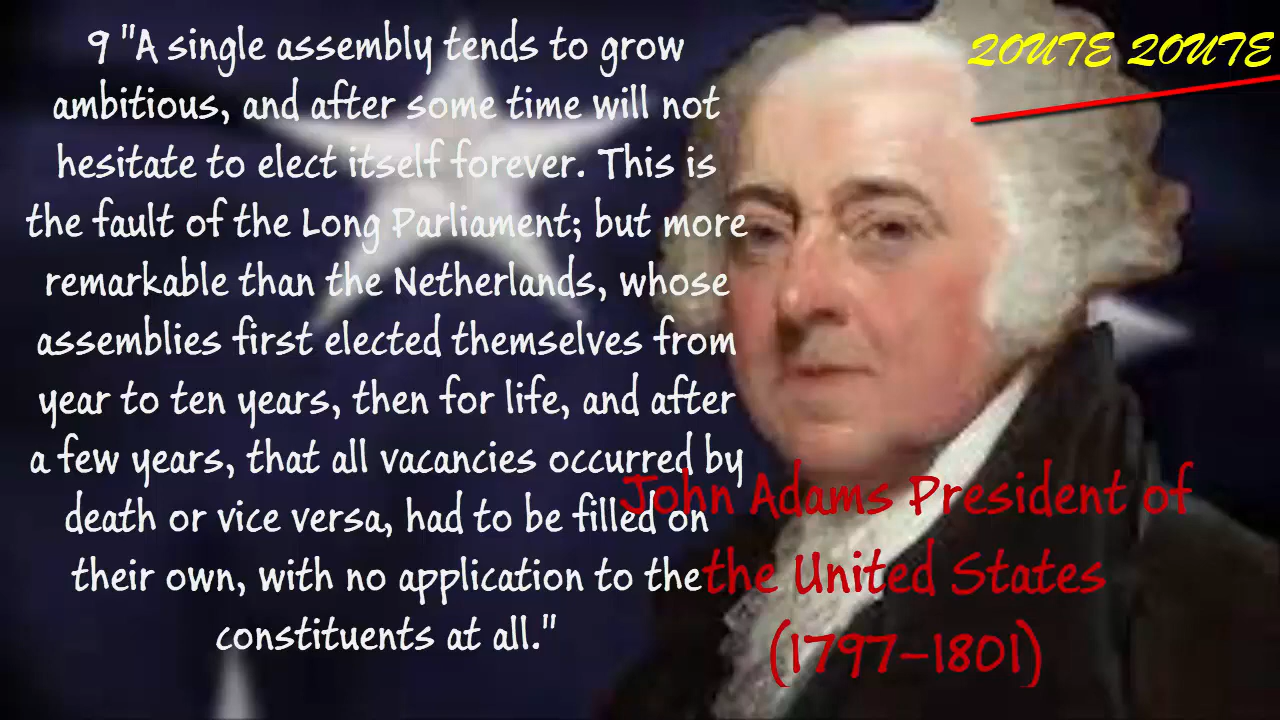 9 "A single assembly tends to grow
ambitious, and after some time will not
hesitate to elect itself forever. This is
the fault of the Long Parliament; but more
remarkable than the Netherlands, whose
assemblies first elected themselves from
year to ten years, then for life, and after
a few years, that all vacancies occurred by
death or vice versa, had to be filled on
their own, with no application to the
constituents at all."
2OUTE 2OUTE
John Adams President of
the United States
(1797-1801)